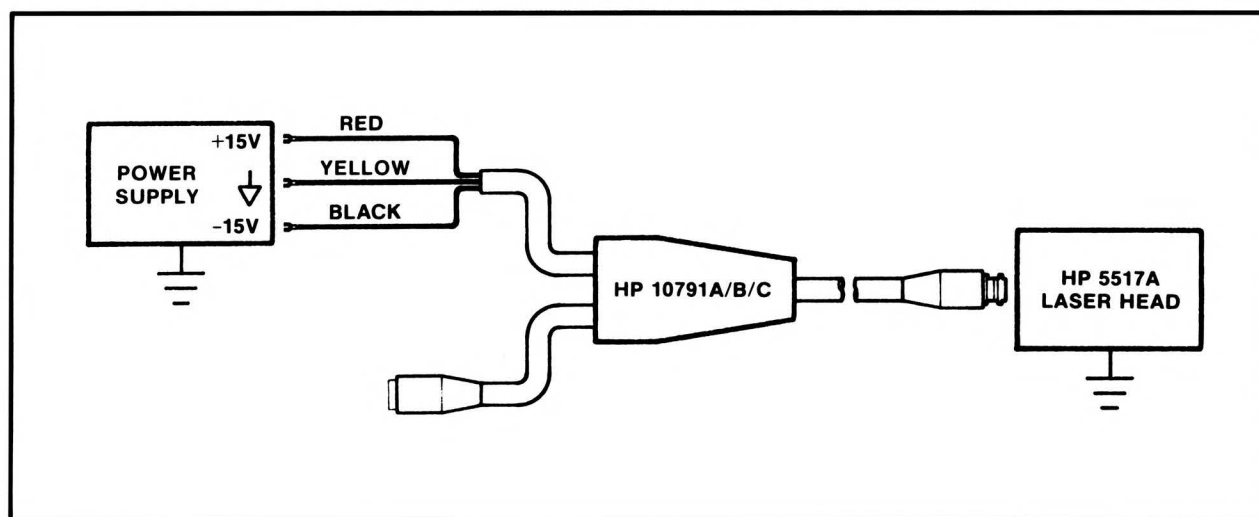 RED
+15V
POWER
SUPPLY
YELLOW
BLACK
−15V
HP 10791A/B/C
HP 5517A
LASER HEAD